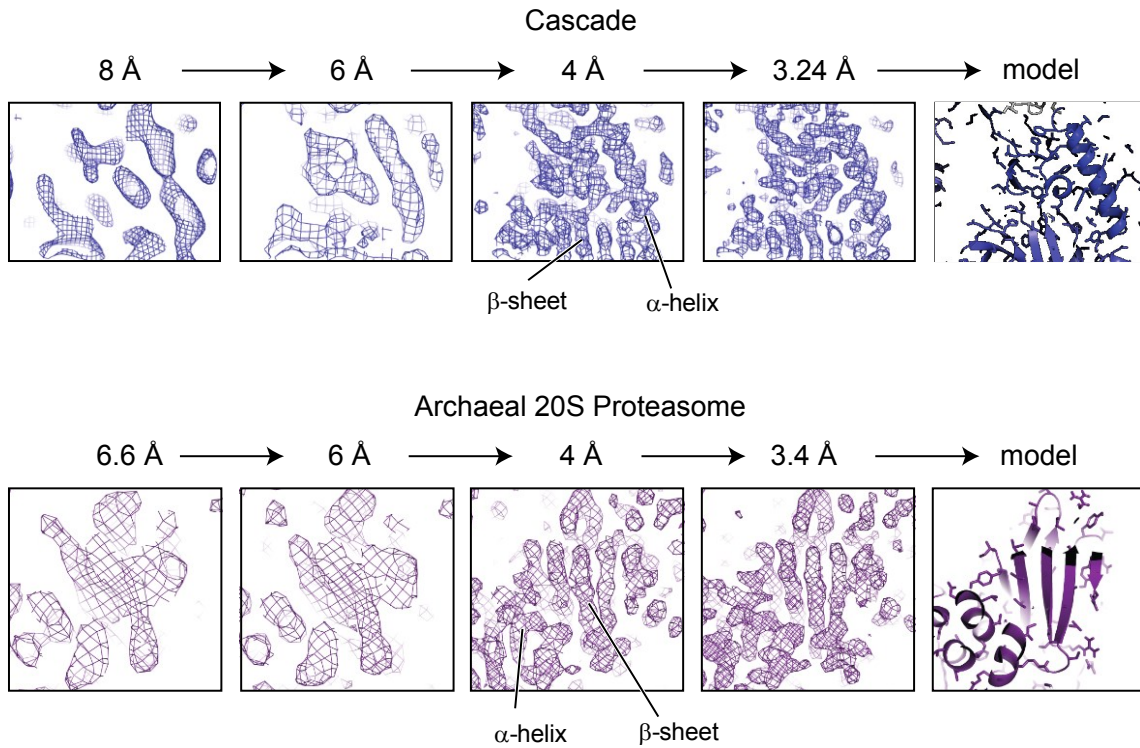 Cascade
8 Å
6 Å
4 Å
3.24 Å
model
β-sheet
α-helix
Archaeal 20S Proteasome
6.6 Å
6 Å
4 Å
3.4 Å
model
α-helix
β-sheet